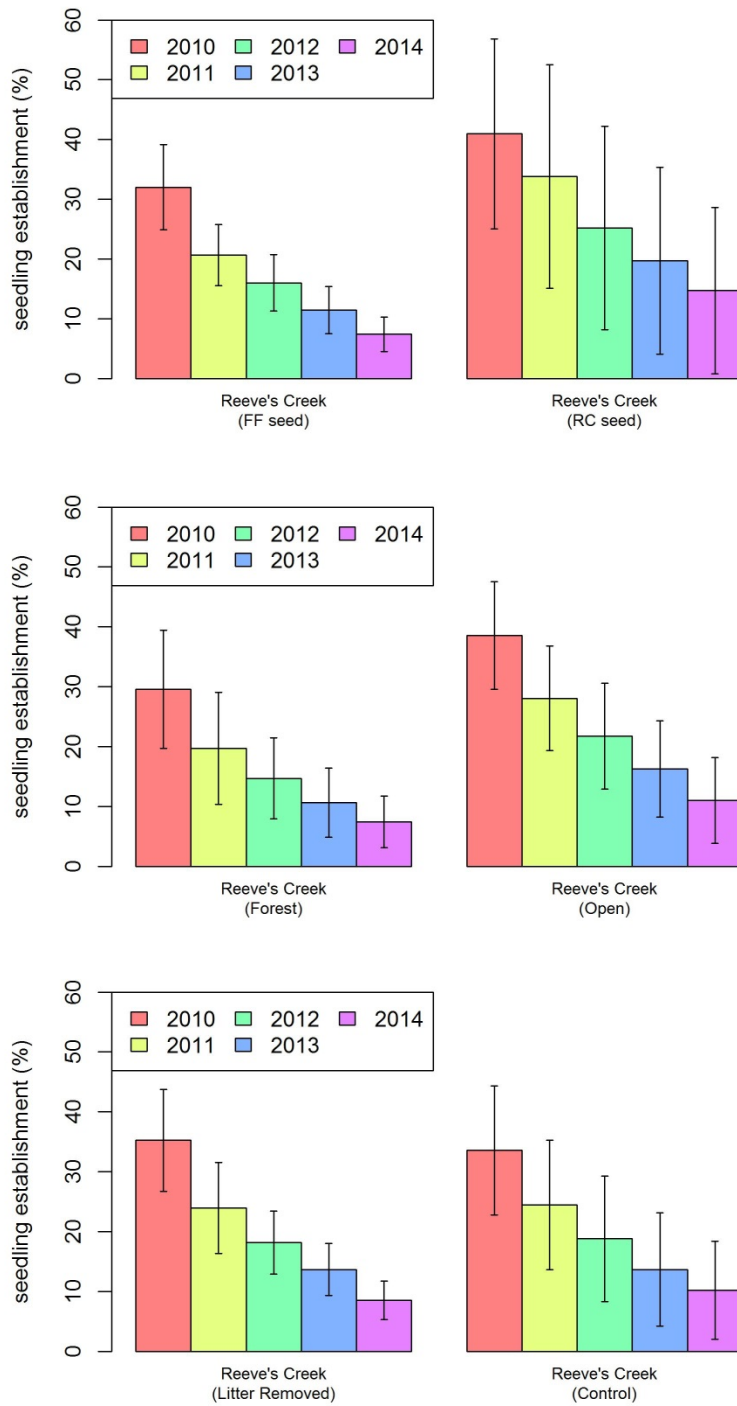 seedling establishment (%)
60
50
40
30
20
10
0
2010 2012 2014
2011 2013
Reeve's Creek
(FF seed)
Reeve's Creek
(RC seed)
seedling establishment (%)
60
50
40
30
20
10
0
2010 2012 2014
2011 2013
Reeve's Creek
(Forest)
Reeve's Creek
(Open)
seedling establishment (%)
60
50
40
30
20
10
0
2010 2012 2014
2011 2013
Reeve's Creek
(Litter Removed)
Reeve's Creek
(Control)